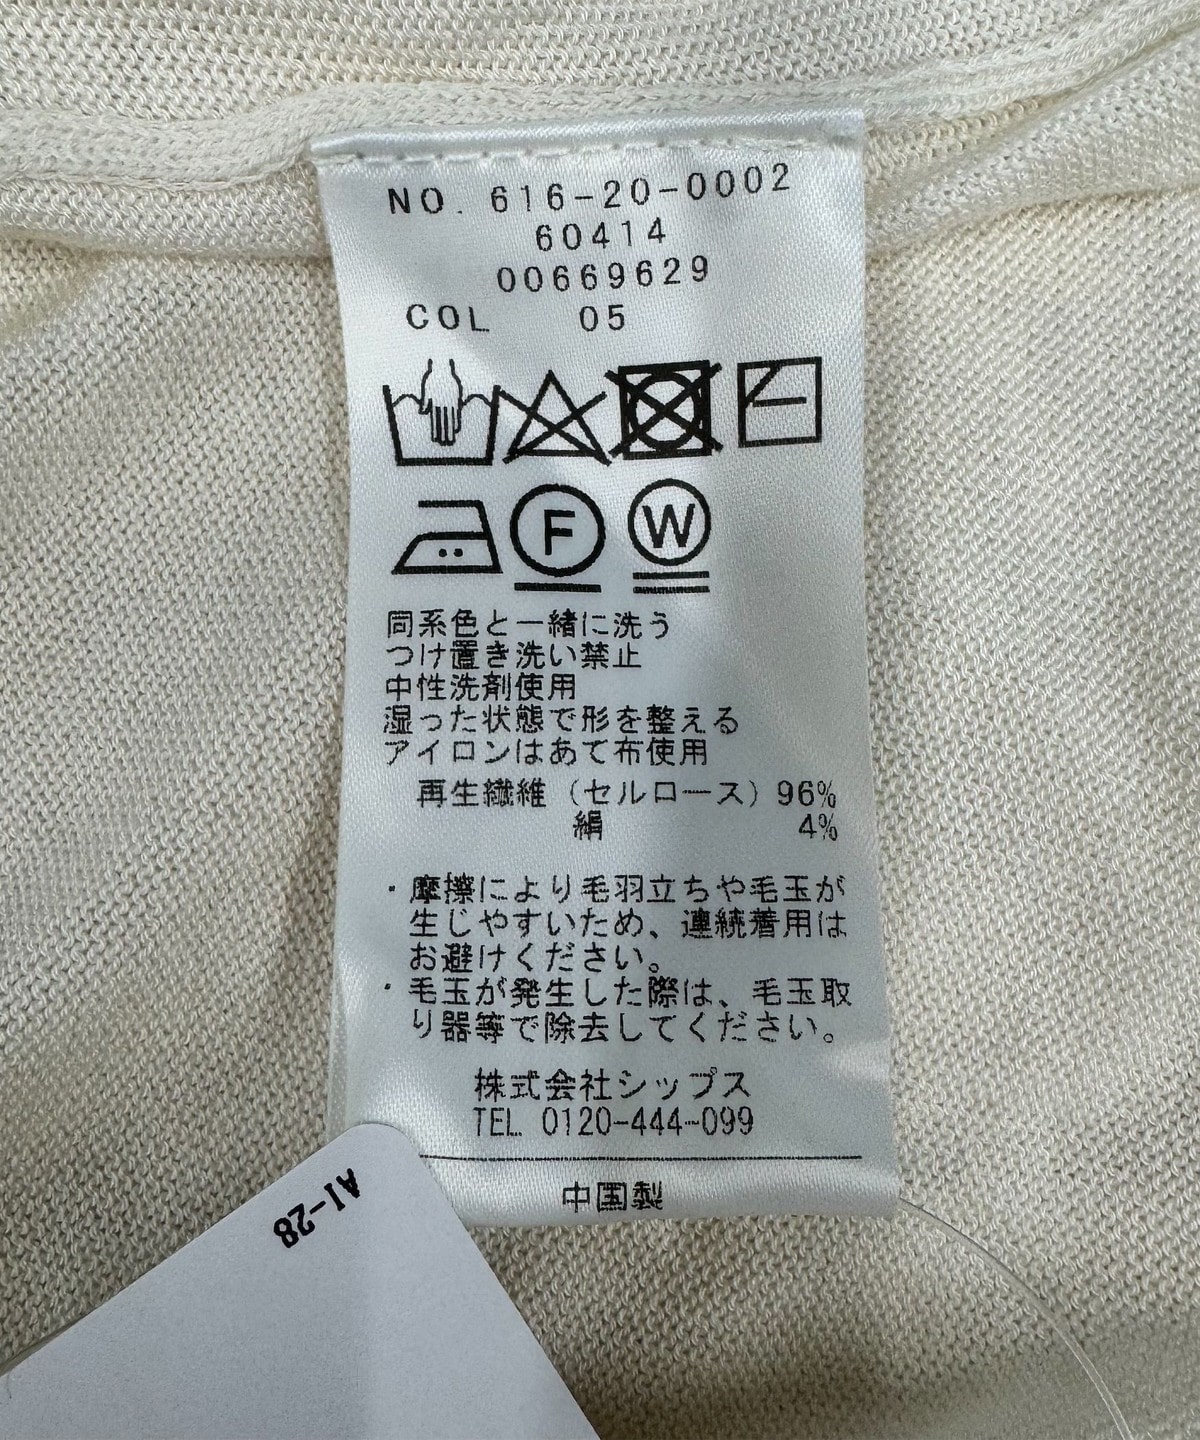 NO. 616-20-0002
60414
00669629
COL 05
F W
同系色と一緒に洗う
つけ置き洗い禁止
中性洗剤使用
湿った状態で形を整える
アイロンはあて布使用
再生繊維(セルロース) 96%
絹 4%
・摩擦により毛羽立ちや毛玉が
生じやすいため、連続着用は
お避けください。
・毛玉が発生した際は、毛玉取
り器等で除去してください。
株式会社シップス
TEL 0120-444-099
中国製
AI-28